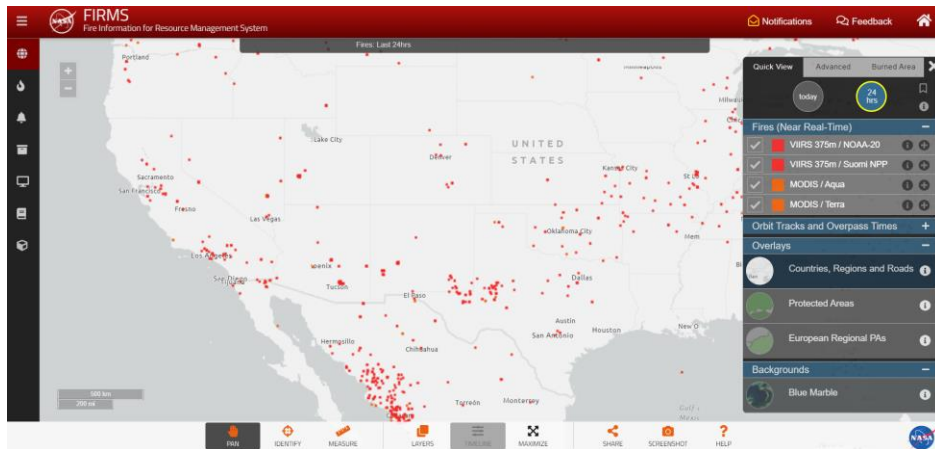 FIRMS
Fire Information for Resource Management System
Notifications
Feedback
Fires: Last 24hrs
Quick View
Advanced
Burned Area
today
24 hrs
Fires (Near Real-Time)
VIIRS 375m / NOAA-20
VIIRS 375m / Suomi NPP
MODIS / Aqua
MODIS / Terra
Orbit Tracks and Overpass Times
Overlays
Countries, Regions and Roads
Protected Areas
European Regional PAs
Backgrounds
Blue Marble
Portland
Lake City
Denver
UNITED
STATES
Kansas City
Sacramento
San Francisco
Fresno
Las Vegas
Los Angeles
San Diego
Tucson
El Paso
Oklahoma City
Dallas
Austin
San Antonio
Houston
New O
Hermosillo
Chihuahua
Torreón
Monterrey
500 km
200 mi
PAN
IDENTIFY
MEASURE
LAYERS
TIMELINE
MAXIMIZE
SHARE
SCREENSHOT
HELP
NASA